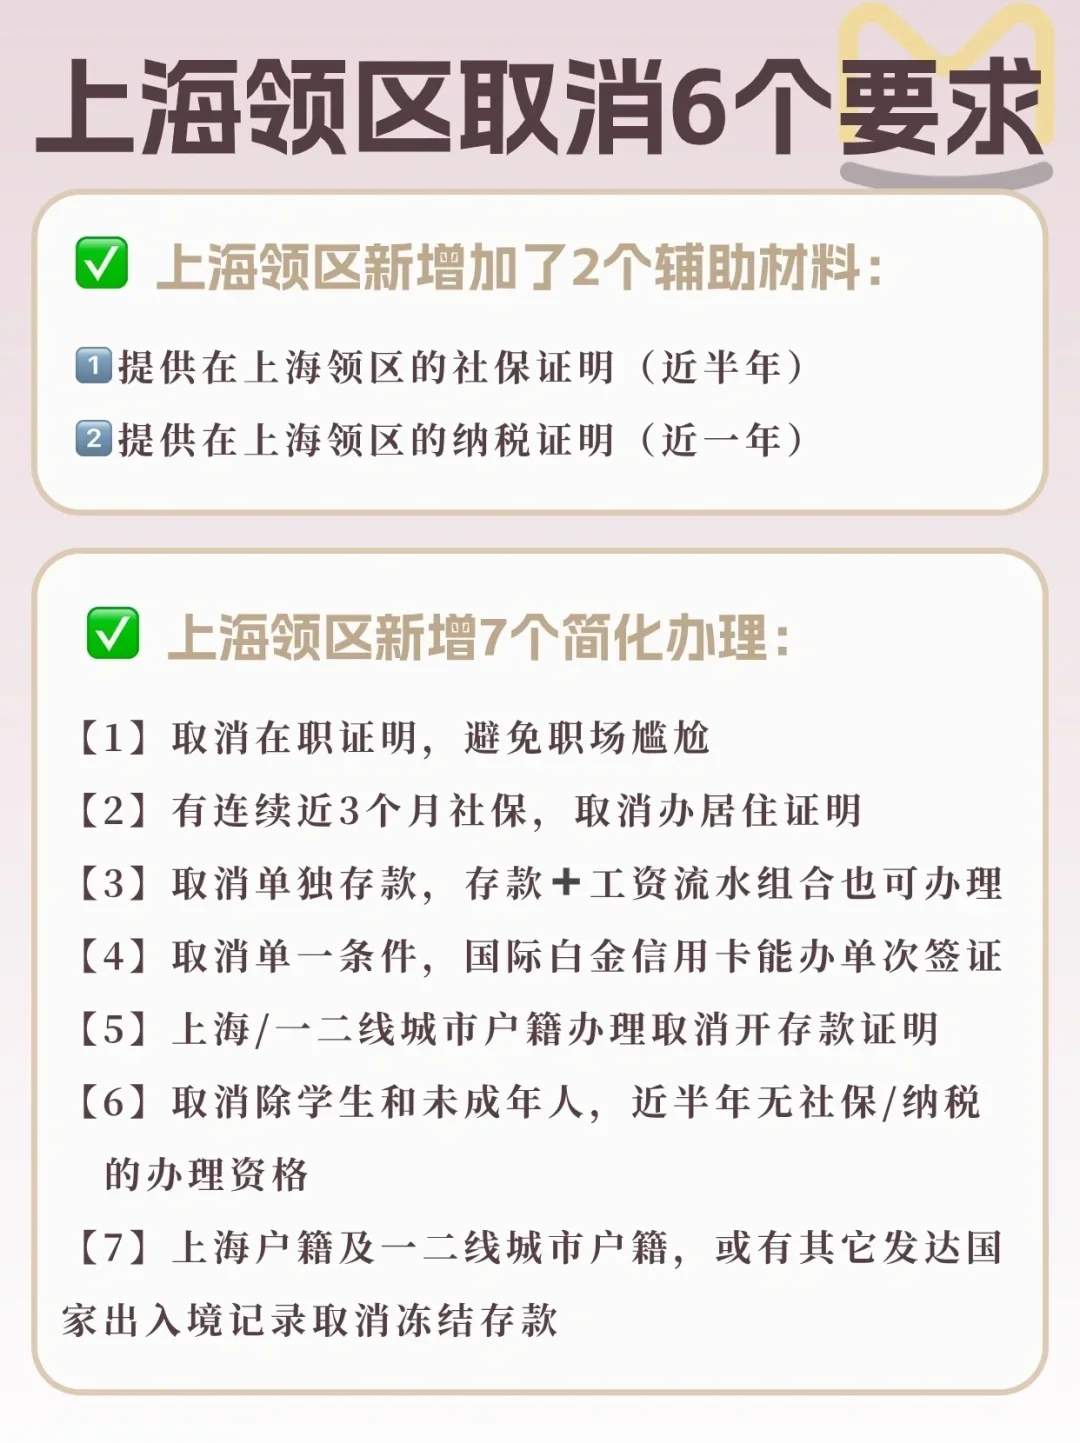 上海领区取消6个要求
✅ 上海领区新增加了2个辅助材料：
1️⃣提供在上海领区的社保证明（近半年）
2️⃣提供在上海领区的纳税证明（近一年）
✅ 上海领区新增7个简化办理：
【1】取消在职证明，避免职场尴尬
【2】有连续近3个月社保，取消办居住证明
【3】取消单独存款，存款➕工资流水组合也可办理
【4】取消单一条件，国际白金信用卡能办单次签证
【5】上海/一二线城市户籍办理取消开存款证明
【6】取消除学生和未成年人，近半年无社保/纳税
的办理资格
【7】上海户籍及一二线城市户籍，或有其它发达国
家出入境记录取消冻结存款